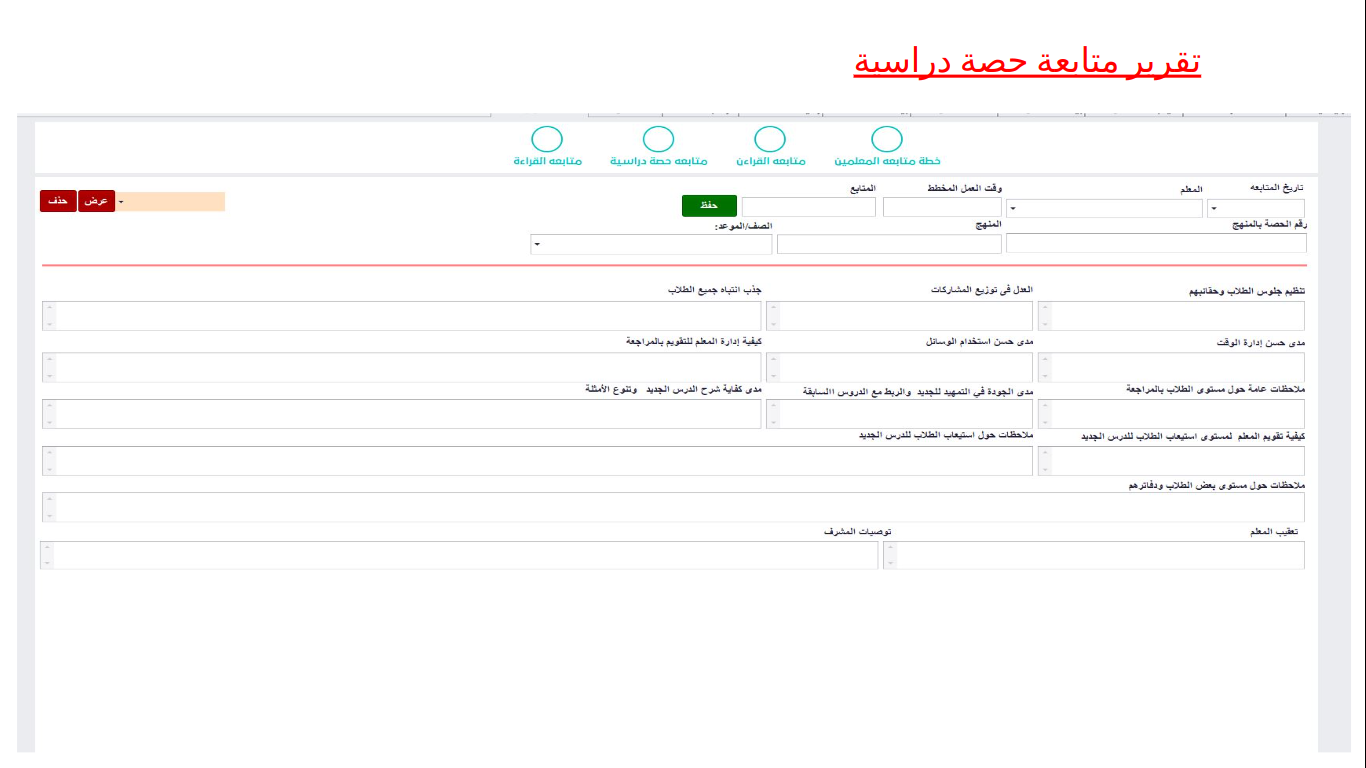 تقرير متابعة حصة دراسية
خطة متابعه المعلمين متابعه القراءن متابعه حصة دراسية متابعه القراءة
تاريخ المتابعه المعلم وقت العمل المخطط المتابع
حفظ عرض حذف
رقم الحصة بالمنهج المنهج الصف/الموعد:
تنظيم جلوس الطلاب وحقائبهم العدل في توزيع المشاركات جذب انتباه جميع الطلاب
مدى حسن إدارة الوقت مدى حسن استخدام الوسائل كيفية إدارة المعلم للتقويم بالمراجعة
ملاحظات عامة حول مستوى الطلاب بالمراجعة مدى الجودة في التمهيد للجديد والربط مع الدروس االسابقة مدى كفاية شرح الدرس الجديد وتنوع الأمثلة
كيفية تقويم المعلم لمستوى استيعاب الطلاب للدرس الجديد ملاحظات حول استيعاب الطلاب للدرس الجديد
ملاحظات حول مستوى بعض الطلاب ودفاترهم
تعقيب المعلم توصيات المشرف